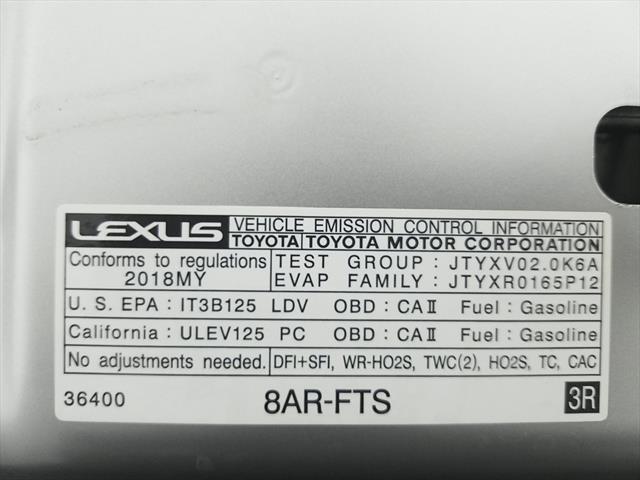 LEXUS VEHICLE EMISSION CONTROL INFORMATION
TOYOTA TOYOTA MOTOR CORPORATION
Conforms to regulations TEST GROUP : JTYXV02.0K6A
2018MY EVAP FAMILY : JTYXR0165P12
U. S. EPA : IT3B125 LDV OBD : CAⅡ Fuel : Gasoline
California : ULEV125 PC OBD : CAⅡ Fuel : Gasoline
No adjustments needed. DFI+SFI, WR-HO2S, TWC(2), HO2S, TC, CAC
36400 8AR-FTS 3R